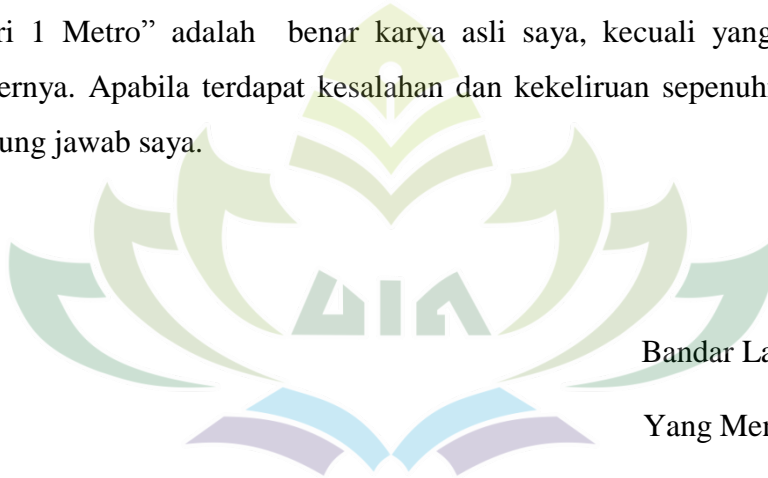 ri 1 Metro” adalah benar karya asli saya, kecuali yang
ernya. Apabila terdapat kesalahan dan kekeliruan sepenuh
ung jawab saya.
UIN
Bandar La
Yang Mer